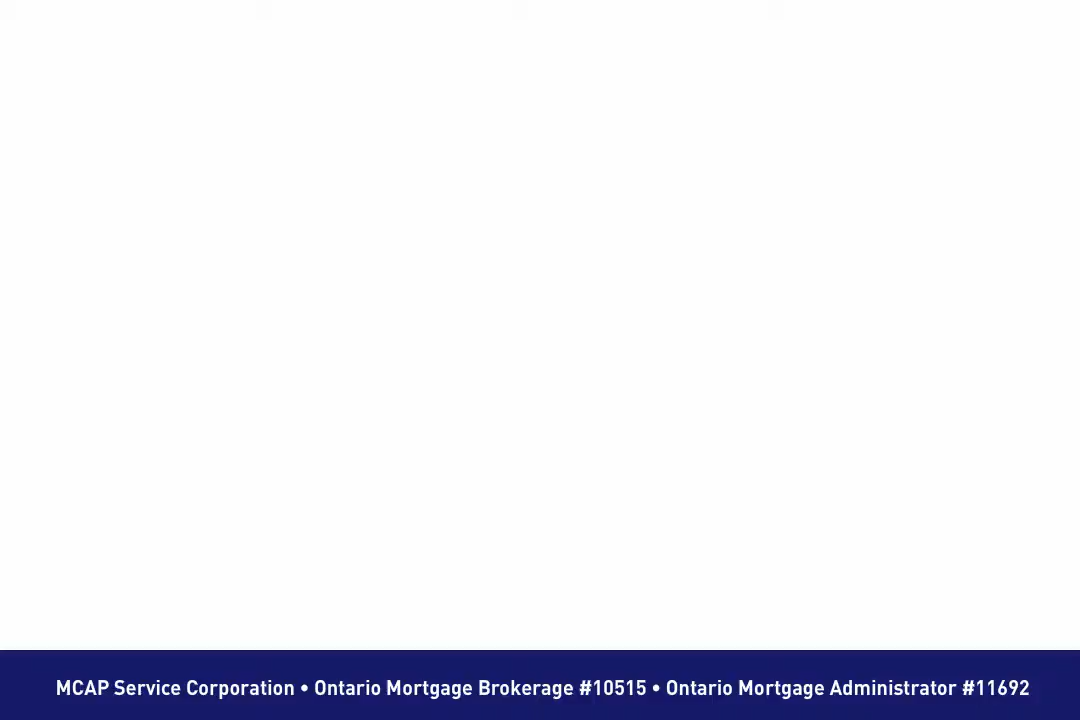 MCAP Service Corporation • Ontario Mortgage Brokerage #10515 • Ontario Mortgage Administrator #11692